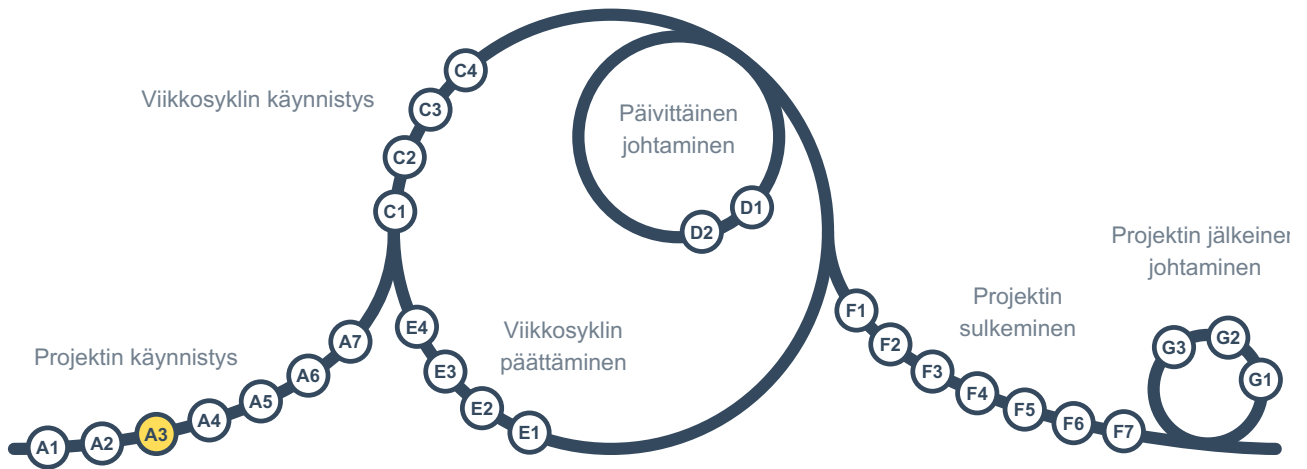 Viikkosyklin käynnistys
C4
C3
C2
C1
Päivittäinen
johtaminen
D1
D2
Projektin käynnistys
A1
A2
A3
A4
A5
A6
A7
E4
E3
E2
E1
Viikkosyklin
päättäminen
F1
F2
F3
F4
F5
F6
F7
Projektin
sulkeminen
Projektin jälkeinen
johtaminen
G3
G2
G1